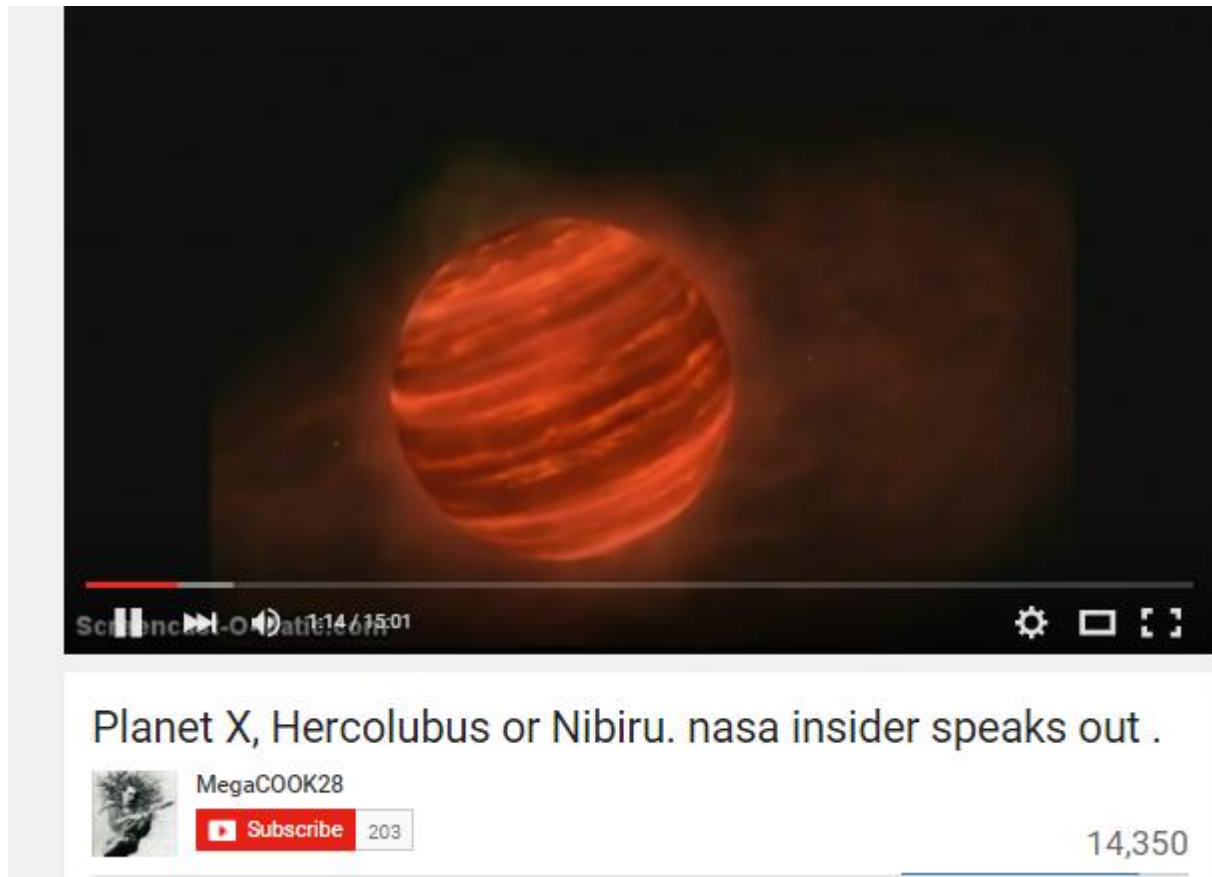 1:14 / 15:01
Planet X, Hercolubus or Nibiru. nasa insider speaks out .
MegaCOOK28
Subscribe 203
14,350